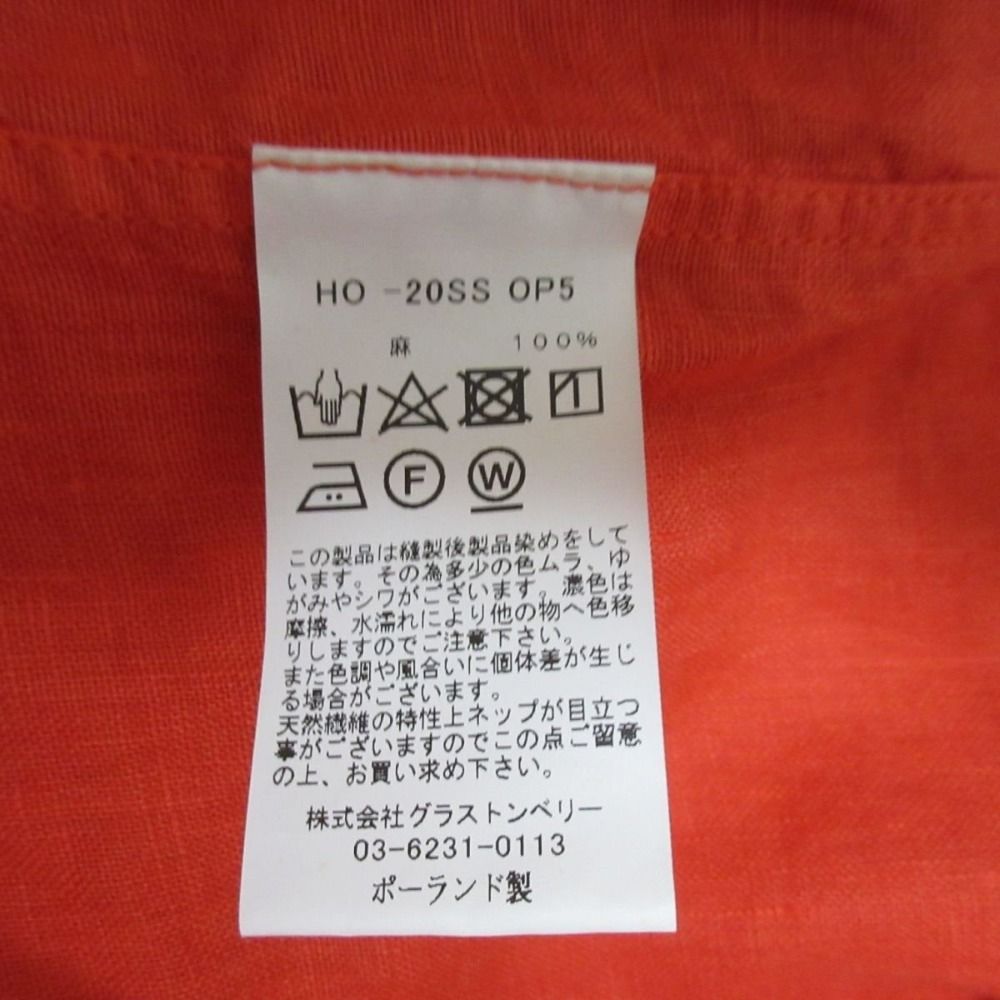 HO -20SS OP5
麻 100%
F W
この製品は縫製後製品染めをして
います。その為多少の色ムラ、ゆ
がみやシワがございます。濃色は
摩擦、水濡れにより他の物へ色移
りしますのでご注意下さい。
また色調や風合いに個体差が生じ
る場合がございます。
天然繊維の特性上ネップが目立つ
事がございますのでこの点ご留意
の上、お買い求め下さい。
株式会社グラストンベリー
03-6231-0113
ポーランド製